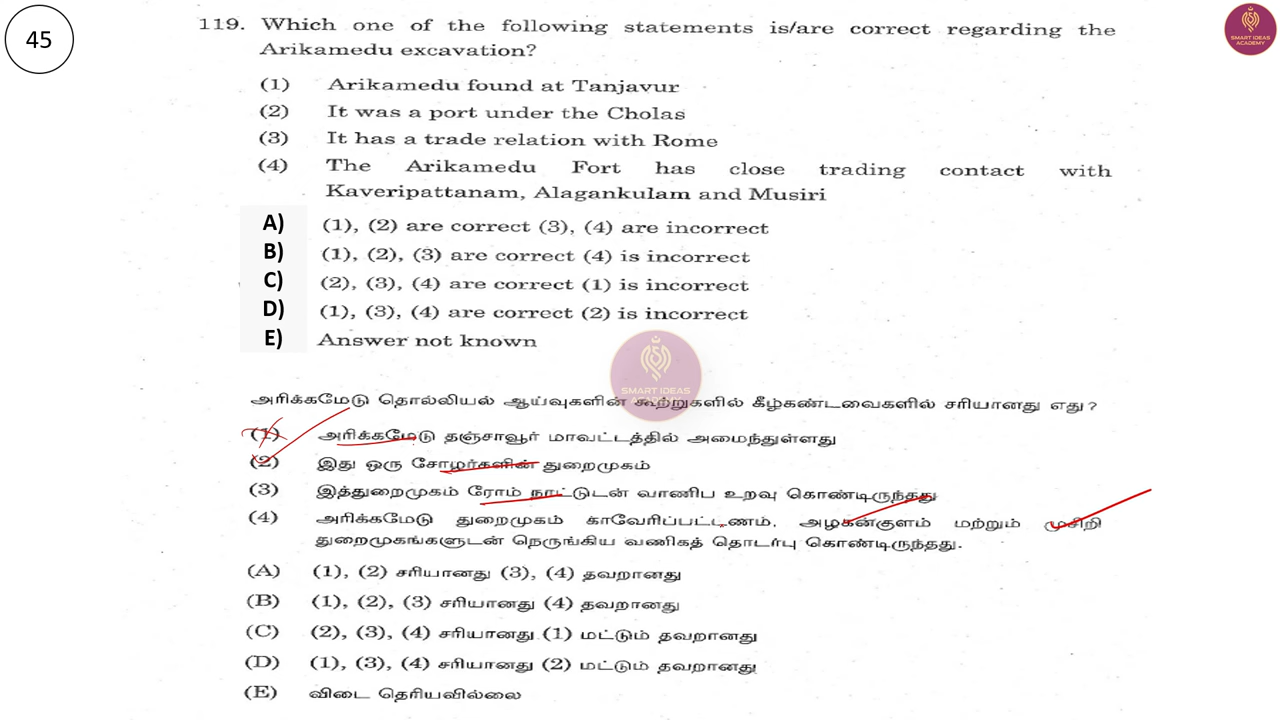 45
SMART IDEAS
ACADEMY
119. Which one of the following statements is/are correct regarding the
Arikamedu excavation?
(1) Arikamedu found at Tanjavur
(2) It was a port under the Cholas
(3) It has a trade relation with Rome
(4) The Arikamedu Fort has close trading contact with
Kaveripattanam, Alagankulam and Musiri
A) (1), (2) are correct (3), (4) are incorrect
B) (1), (2), (3) are correct (4) is incorrect
C) (2), (3), (4) are correct (1) is incorrect
D) (1), (3), (4) are correct (2) is incorrect
E) Answer not known
SMART IDEAS
ACADEMY
அரிக்கமேடு தொல்லியல் ஆய்வுகளின் கூற்றுகளில் கீழ்கண்டவைகளில் சரியானது எது?
(1) அரிக்கமேடு தஞ்சாவூர் மாவட்டத்தில் அமைந்துள்ளது
(2) இது ஒரு சோழர்களின் துறைமுகம்
(3) இத்துறைமுகம் ரோம் நாட்டுடன் வாணிப உறவு கொண்டிருந்தது
(4) அரிக்கமேடு துறைமுகம் காவேரிப்பட்டணம், அழகன்குளம் மற்றும் முசிறி
துறைமுகங்களுடன் நெருங்கிய வணிகத் தொடர்பு கொண்டிருந்தது.
(A) (1), (2) சரியானது (3), (4) தவறானது
(B) (1), (2), (3) சரியானது (4) தவறானது
(C) (2), (3), (4) சரியானது (1) மட்டும் தவறானது
(D) (1), (3), (4) சரியானது (2) மட்டும் தவறானது
(E) விடை தெரியவில்லை